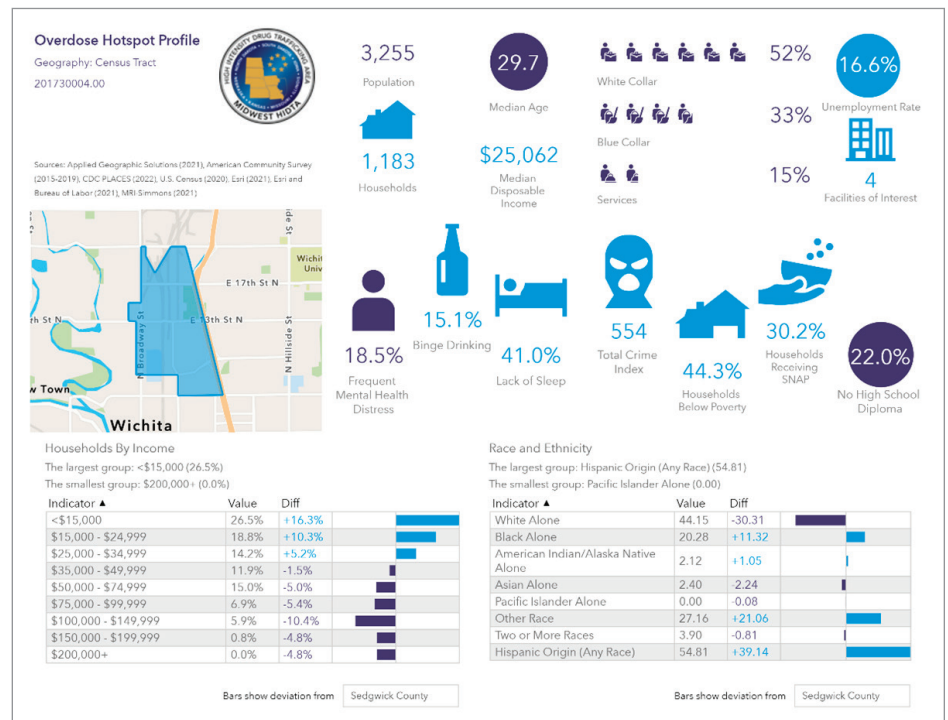 Overdose Hotspot Profile
Geography: Census Tract
201730004.00
HIGH INTENSITY DRUG TRAFFICKING AREA
MIDWEST HIDTA
Sources: Applied Geographic Solutions (2021), American Community Survey
(2015-2019), CDC PLACES (2022), U.S. Census (2020), Esri (2021), Esri and
Bureau of Labor (2021), MRI-Simmons (2021)
3,255
Population
1,183
Households
29.7
Median Age
$25,062
Median
Disposable
Income
52%
White Collar
33%
Blue Collar
15%
Services
16.6%
Unemployment Rate
4
Facilities of Interest
Wichit
Univ
E 17th St N
E 13th St N
th St N
N Broadway St
N Hillside St
ide St
w Town
Wichita
18.5%
Frequent
Mental Health
Distress
15.1%
Binge Drinking
41.0%
Lack of Sleep
554
Total Crime
Index
44.3%
Households
Below Poverty
30.2%
Households
Receiving
SNAP
22.0%
No High School
Diploma
Households By Income
The largest group: <$15,000 (26.5%)
The smallest group: $200,000+ (0.0%)
Indicator ▲ Value Diff
<$15,000 26.5% +16.3%
$15,000 - $24,999 18.8% +10.3%
$25,000 - $34,999 14.2% +5.2%
$35,000 - $49,999 11.9% -1.5%
$50,000 - $74,999 15.0% -5.0%
$75,000 - $99,999 6.9% -5.4%
$100,000 - $149,999 5.9% -10.4%
$150,000 - $199,999 0.8% -4.8%
$200,000+ 0.0% -4.8%
Bars show deviation from Sedgwick County
Race and Ethnicity
The largest group: Hispanic Origin (Any Race) (54.81)
The smallest group: Pacific Islander Alone (0.00)
Indicator ▲ Value Diff
White Alone 44.15 -30.31
Black Alone 20.28 +11.32
American Indian/Alaska Native
Alone 2.12 +1.05
Asian Alone 2.40 -2.24
Pacific Islander Alone 0.00 -0.08
Other Race 27.16 +21.06
Two or More Races 3.90 -0.81
Hispanic Origin (Any Race) 54.81 +39.14
Bars show deviation from Sedgwick County